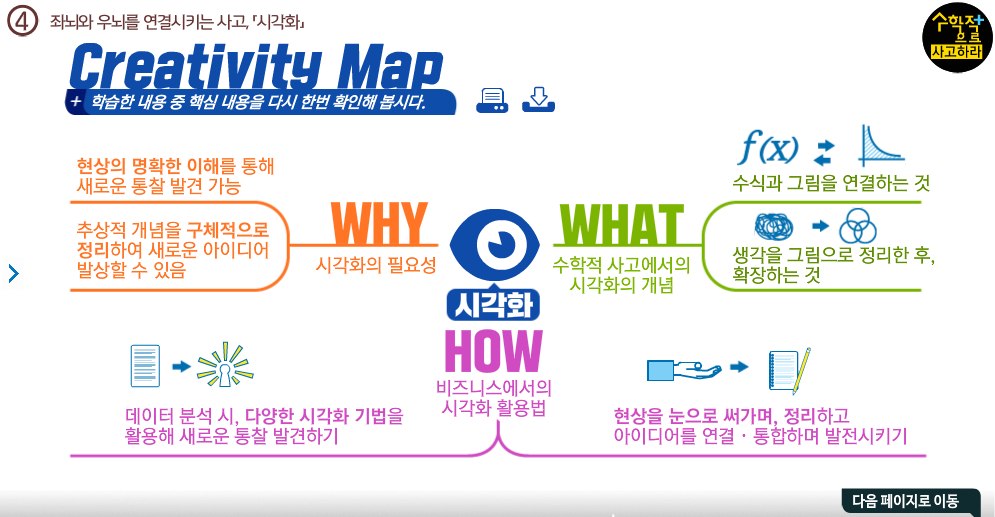 ④ 좌뇌와 우뇌를 연결시키는 사고, 「시각화」
수학적+
으로
사고하라
Creativity Map
+ 학습한 내용 중 핵심 내용을 다시 한번 확인해 봅시다.
현상의 명확한 이해를 통해
새로운 통찰 발견 가능
추상적 개념을 구체적으로
정리하여 새로운 아이디어
발상할 수 있음
WHY
시각화의 필요성
시각화
WHAT
수학적 사고에서의
시각화의 개념
f(x)
수식과 그림을 연결하는 것
생각을 그림으로 정리한 후,
확장하는 것
HOW
비즈니스에서의
시각화 활용법
데이터 분석 시, 다양한 시각화 기법을
활용해 새로운 통찰 발견하기
현상을 눈으로 써가며, 정리하고
아이디어를 연결 · 통합하며 발전시키기
다음 페이지로 이동